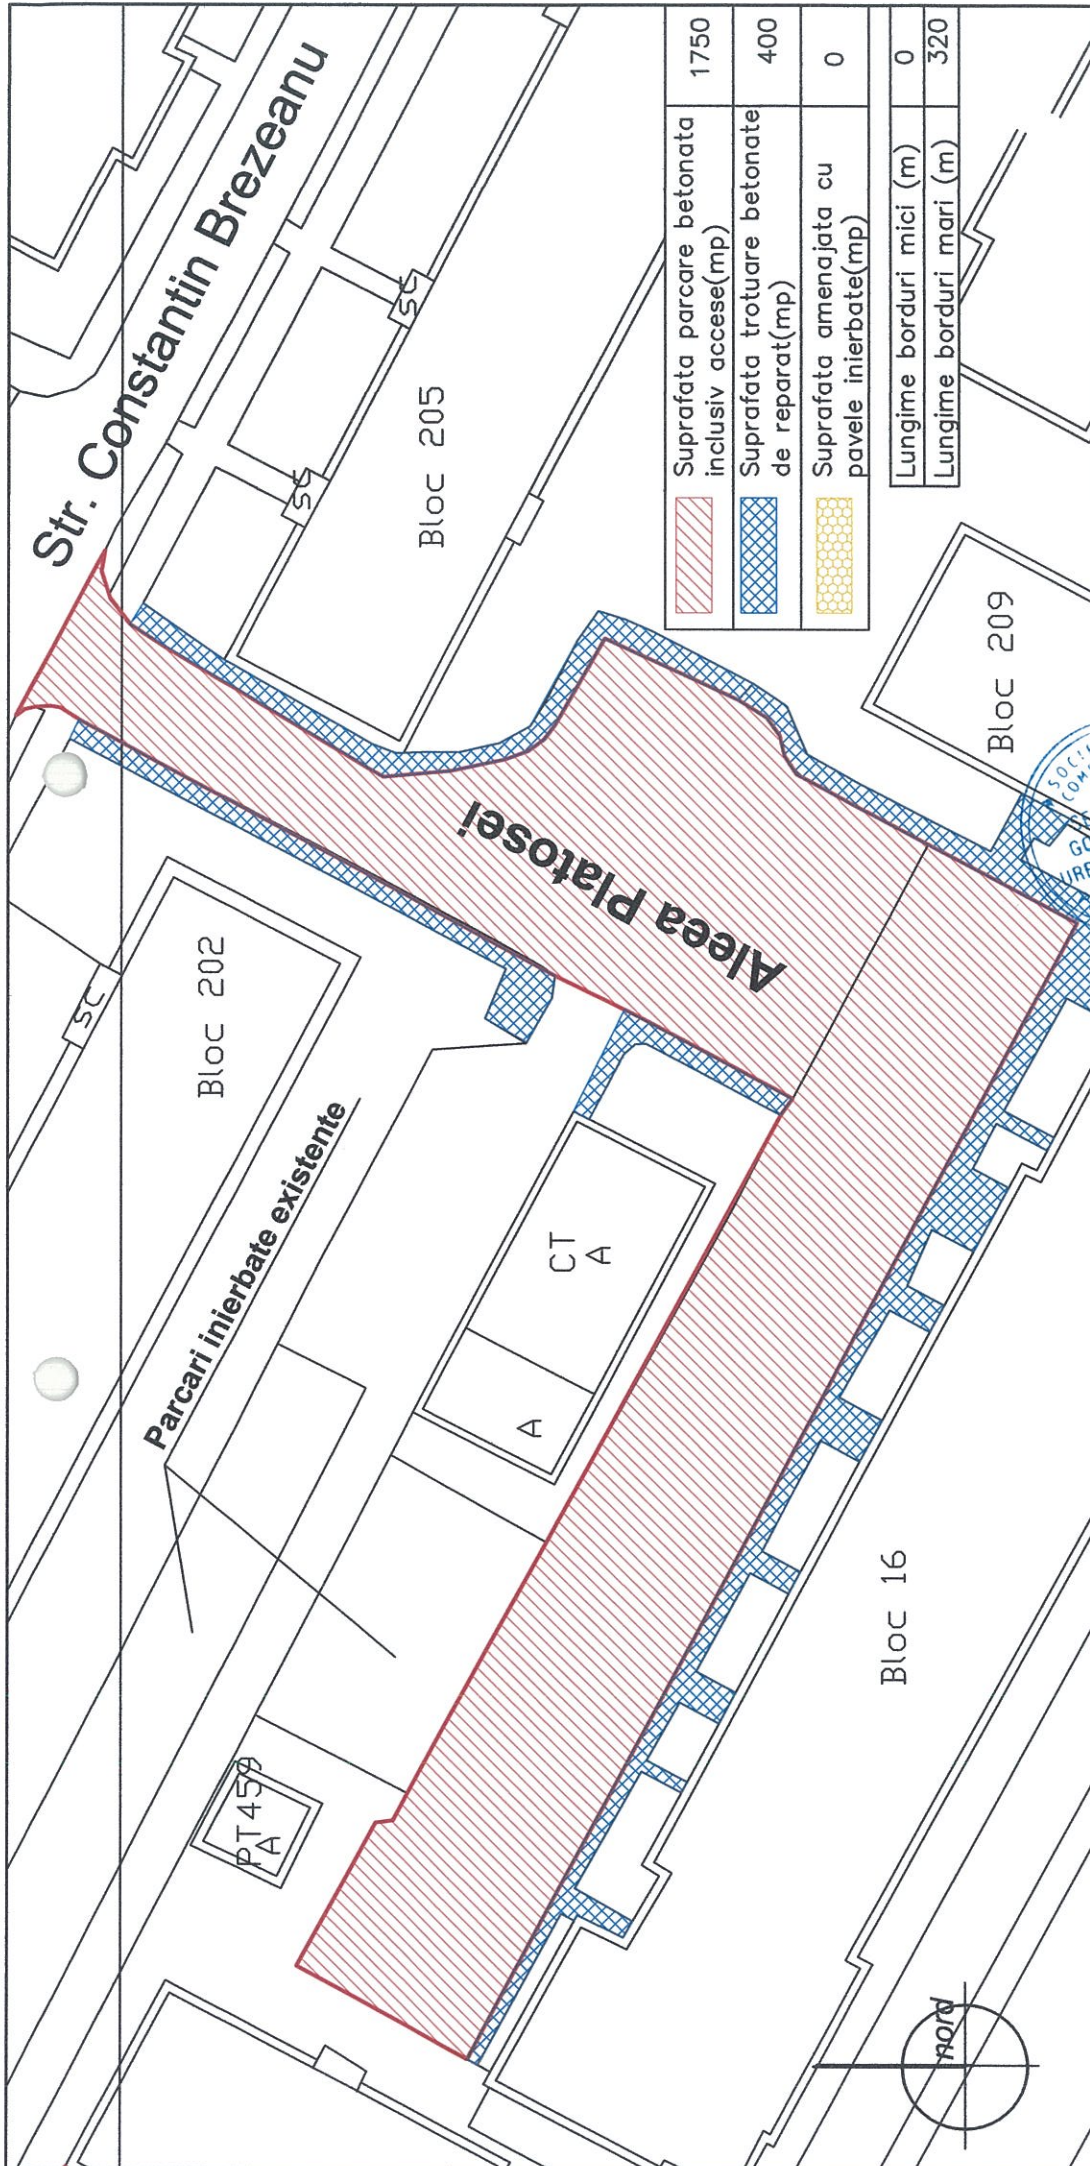 Str. Constantin Brezeanu
SC
SC
Bloc 205
Bloc 202
SC
Parcari inierbate existente
Aleea Platosei
CT
A
A
PT459
A
Bloc 209
Bloc 16
Suprafata parcare betonata
inclusiv accese(mp)
1750
Suprafata trotuare betonate
de reparat(mp)
400
Suprafata amenajata cu
pavele inierbate(mp)
0
Lungime borduri mici (m)
0
Lungime borduri mari (m)
320
nord